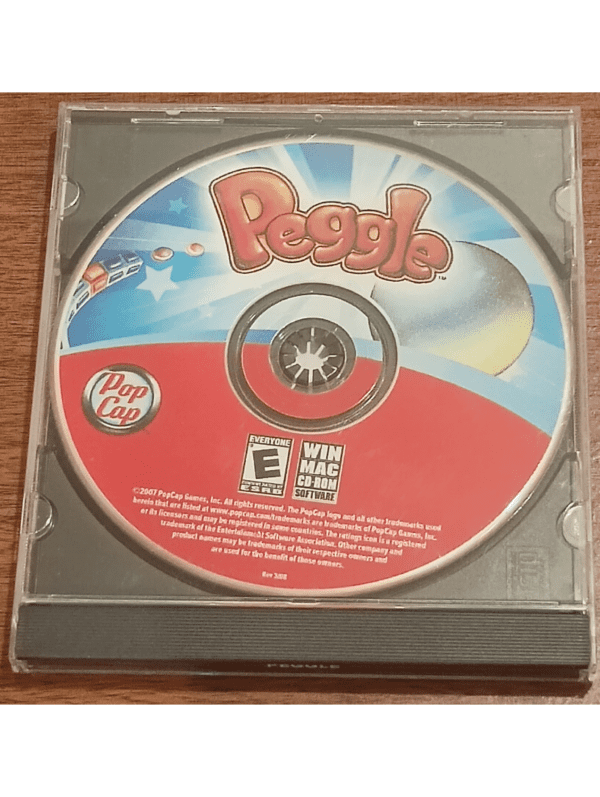 Peggle™
Pop
Cap
EVERYONE
E
CONTENT RATED BY
ESRB
WIN
MAC
CD-ROM
SOFTWARE
©2007 PopCap Games, Inc. All rights reserved. The PopCap logo and all other trademarks used
herein that are listed at www.popcap.com/trademarks are trademarks of PopCap Games, Inc.
or its licensors and may be registered in some countries. The ratings icon is a registered
trademark of the Entertainment Software Association. Other company and
product names may be trademarks of their respective owners and
are used for the benefit of those owners.
PEGGLE